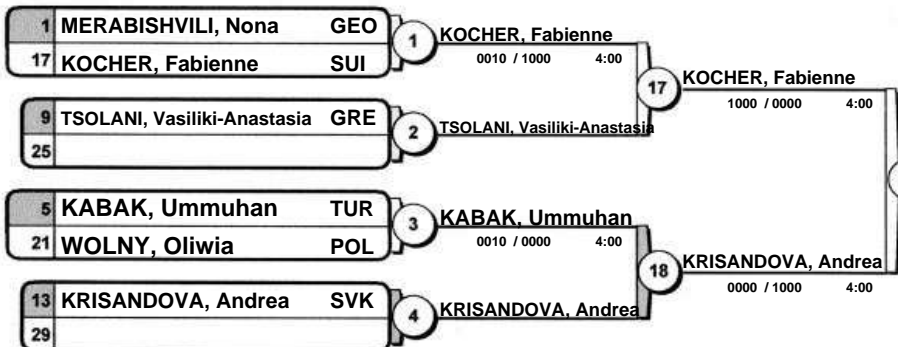 1 MERABISHVILI, Nona GEO
17 KOCHER, Fabienne SUI
1
KOCHER, Fabienne
0010 / 1000 4:00
9 TSOLANI, Vasiliki-Anastasia GRE
25
2
TSOLANI, Vasiliki-Anastasia
17
KOCHER, Fabienne
1000 / 0000 4:00
5 KABAK, Ummuhan TUR
21 WOLNY, Oliwia POL
3
KABAK, Ummuhan
0010 / 0000 4:00
13 KRISANDOVA, Andrea SVK
29
4
KRISANDOVA, Andrea
18
KRISANDOVA, Andrea
0000 / 1000 4:00